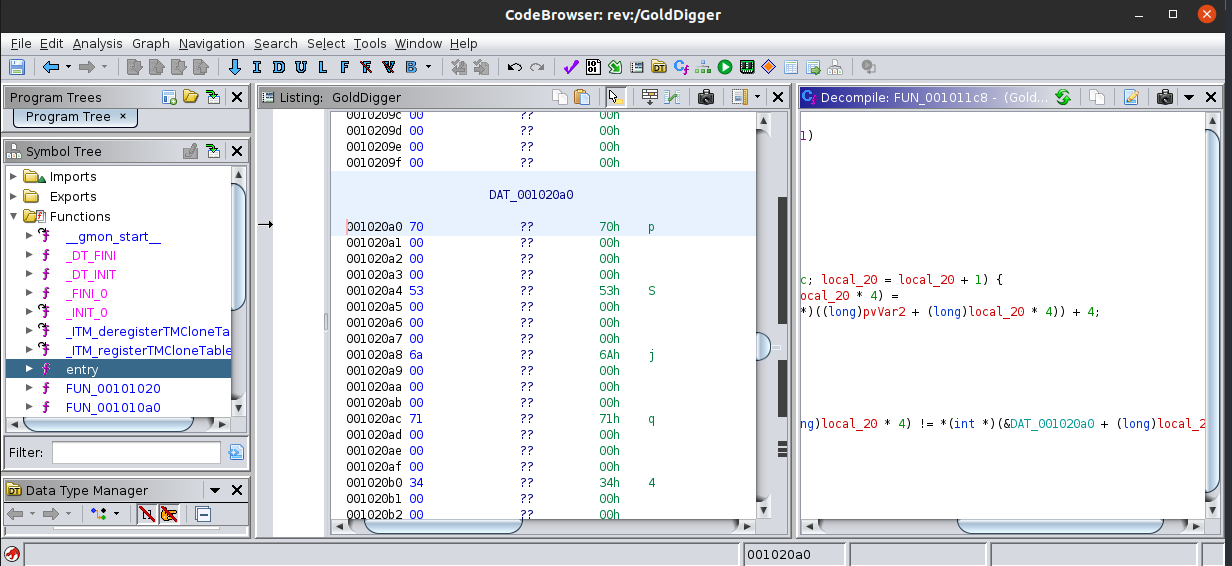 CodeBrowser: rev:/GoldDigger
File Edit Analysis Graph Navigation Search Select Tools Window Help
I D U L F R V B
Program Trees
Program Tree ×
Symbol Tree
Imports
Exports
Functions
__gmon_start__
_DT_FINI
_DT_INIT
_FINI_0
_INIT_0
_ITM_deregisterTMCloneTa
_ITM_registerTMCloneTable
entry
FUN_00101020
FUN_001010a0
Filter:
Data Type Manager
Listing: GoldDigger
0010209c 00 ?? 00h
0010209d 00 ?? 00h
0010209e 00 ?? 00h
0010209f 00 ?? 00h
DAT_001020a0
001020a0 70 ?? 70h p
001020a1 00 ?? 00h
001020a2 00 ?? 00h
001020a3 00 ?? 00h
001020a4 53 ?? 53h S
001020a5 00 ?? 00h
001020a6 00 ?? 00h
001020a7 00 ?? 00h
001020a8 6a ?? 6Ah j
001020a9 00 ?? 00h
001020aa 00 ?? 00h
001020ab 00 ?? 00h
001020ac 71 ?? 71h q
001020ad 00 ?? 00h
001020ae 00 ?? 00h
001020af 00 ?? 00h
001020b0 34 ?? 34h 4
001020b1 00 ?? 00h
001020b2 00 ?? 00h
Decompile: FUN_001011c8 - (Gold...
1)
c; local_20 = local_20 + 1) {
ocal_20 * 4) =
*)((long)pvVar2 + (long)local_20 * 4)) + 4;
ng)local_20 * 4) != *(int *)(&DAT_001020a0 + (long)local_2
001020a0